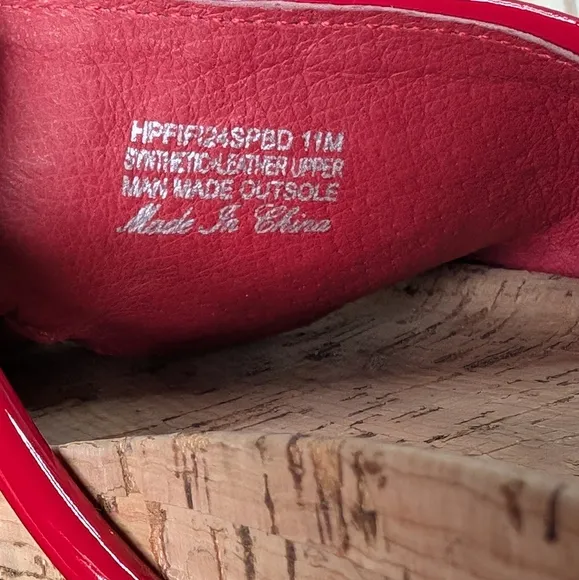 HPFIFI24SPBD 11M
SYNTHETIC-LEATHER UPPER
MAN MADE OUTSOLE
Made In China